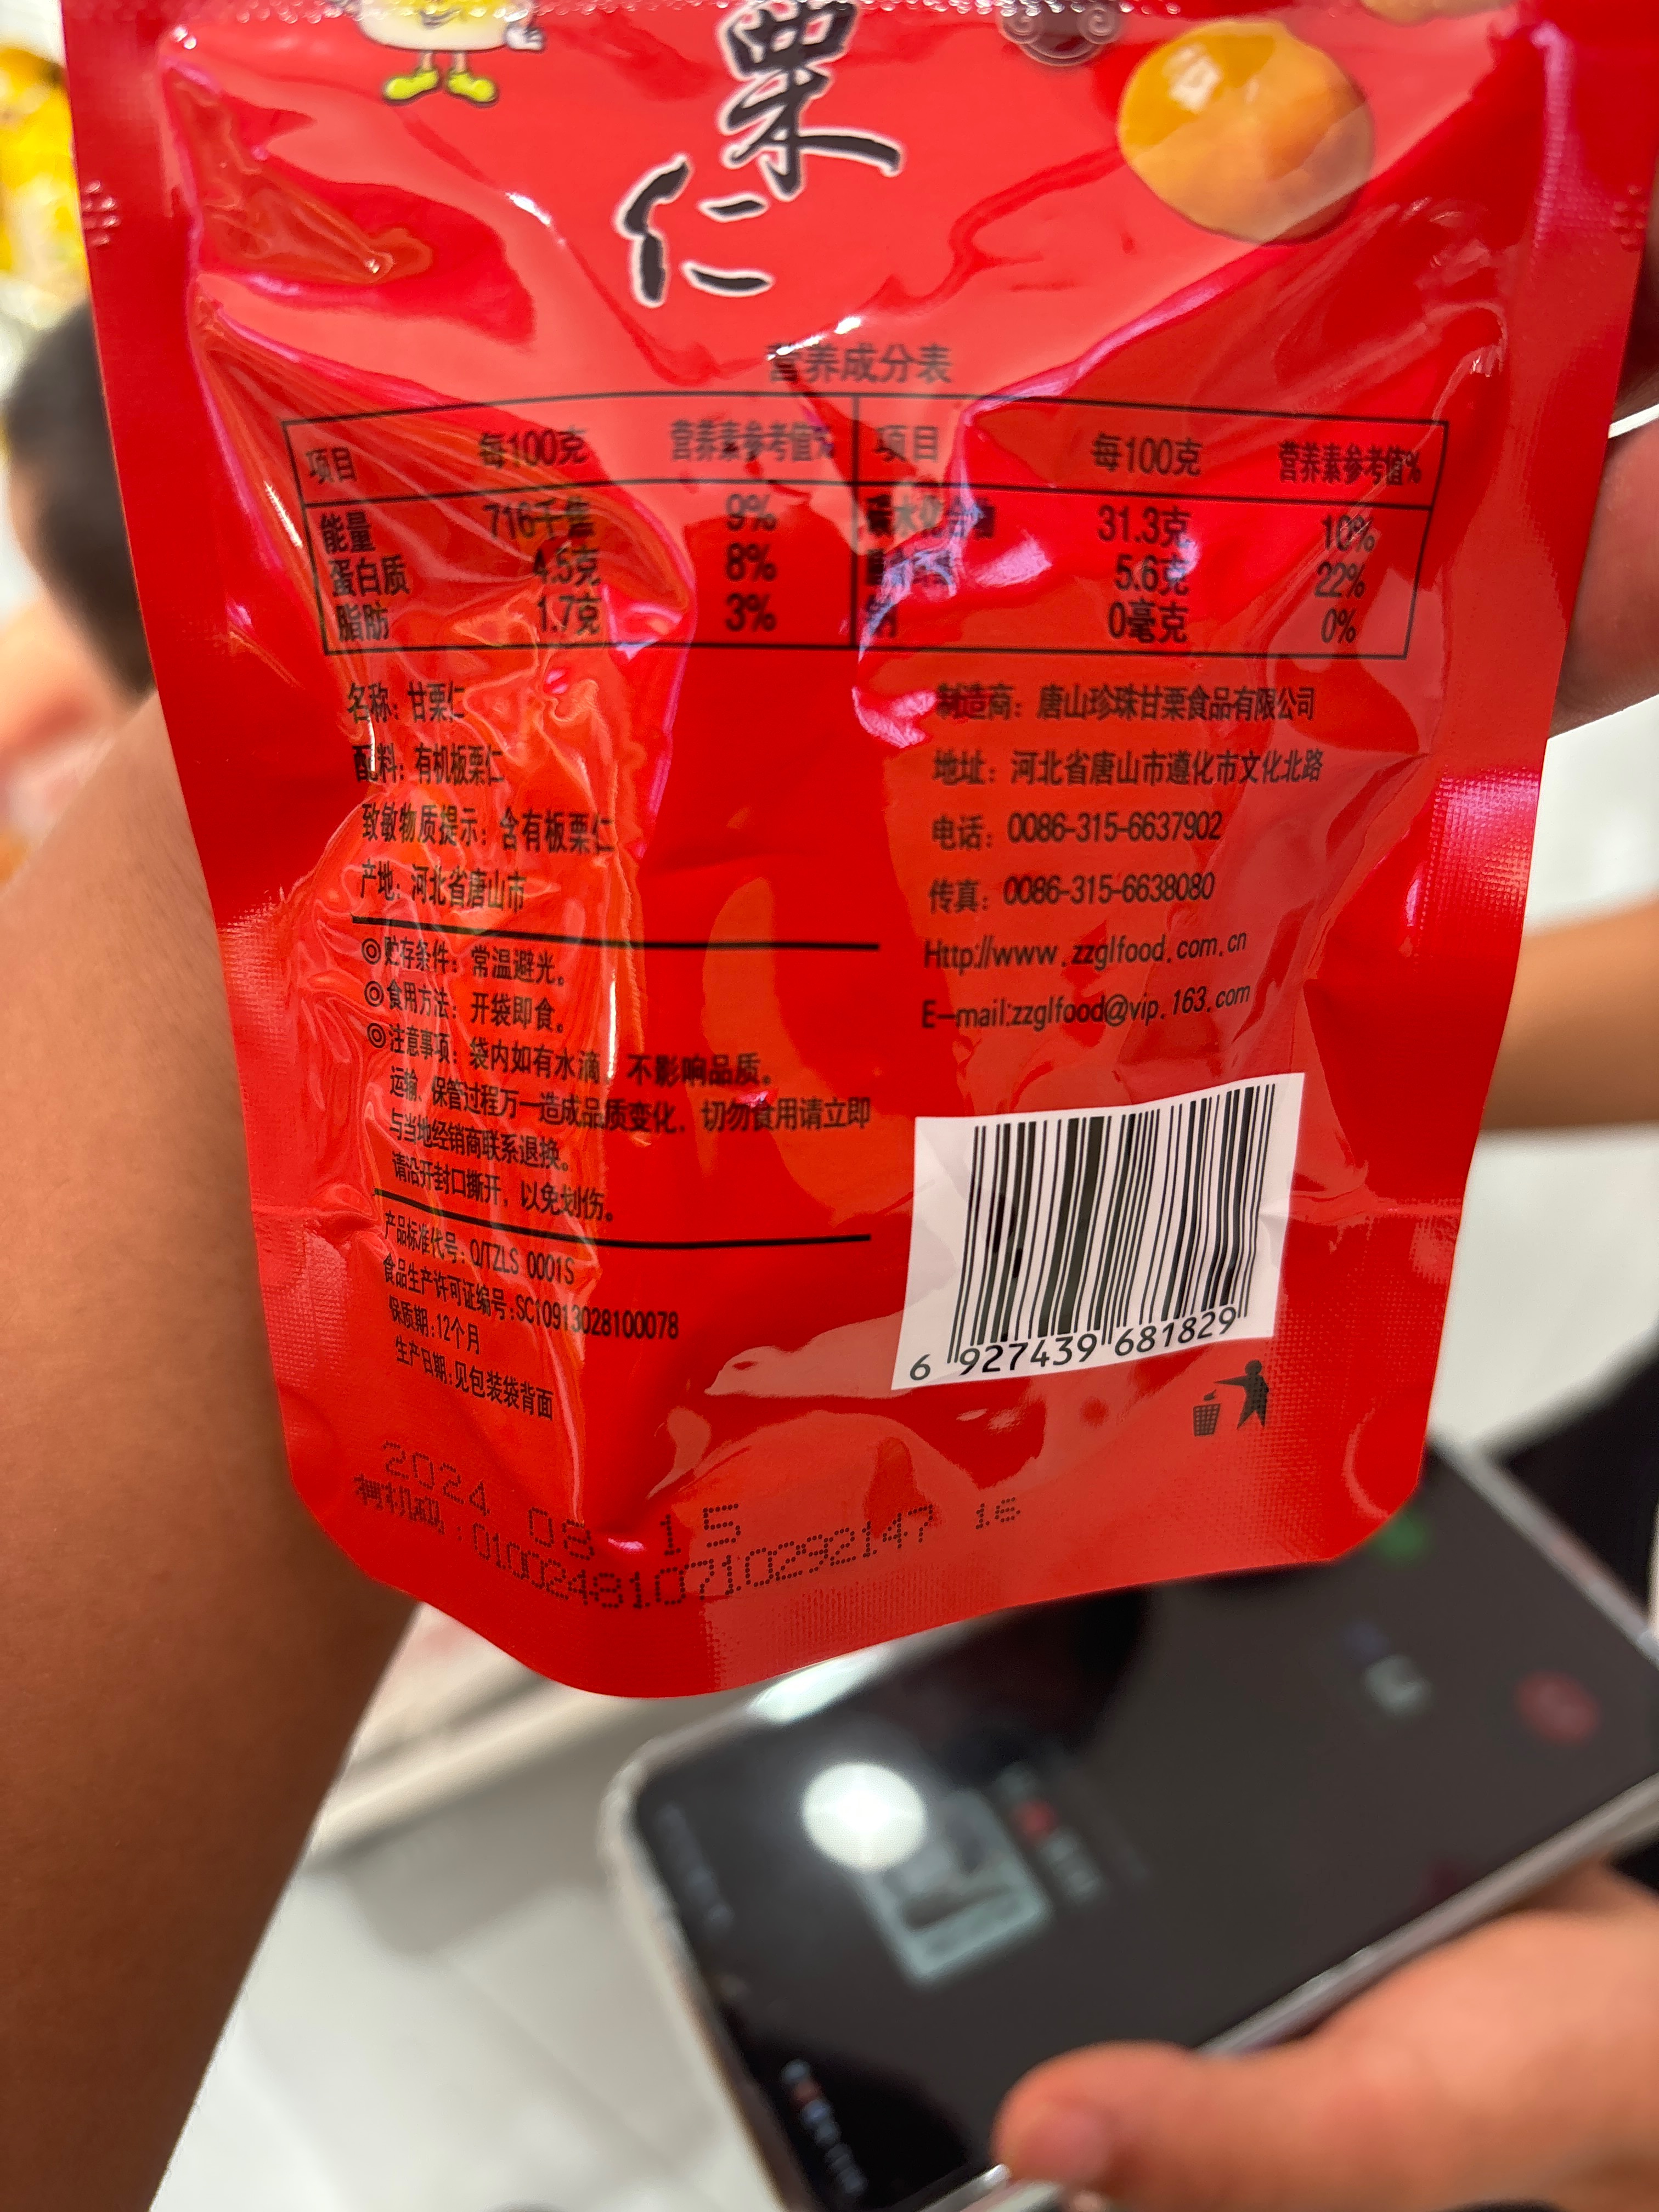 栗
仁
营养成分表
项目 每100克 营养素参考值% 项目 每100克 营养素参考值%
能量 716千焦 9% 碳水化合物 31.3克 10%
蛋白质 4.5克 8% 5.6克 22%
脂肪 1.7克 3% 钠 0毫克 0%
名称：甘栗仁
配料：有机板栗仁
致敏物质提示：含有板栗仁
产地：河北省唐山市
◎贮存条件：常温避光。
◎食用方法：开袋即食。
◎注意事项：袋内如有水滴，不影响品质。
运输、保管过程万一造成品质变化，切勿食用请立即
与当地经销商联系退换。
请沿开封口撕开，以免划伤。
产品标准代号：Q/TZLS 0001S
食品生产许可证编号：SC10913028100078
保质期：12个月
生产日期：见包装袋背面
制造商：唐山珍珠甘栗食品有限公司
地址：河北省唐山市遵化市文化北路
电话：0086-315-6637902
传真：0086-315-6638080
Http://www.zzglfood.com.cn
E-mail:zzglfood@vip.163.com
6 927439 681829
2024 08 15 16
有机码：010024810710292147